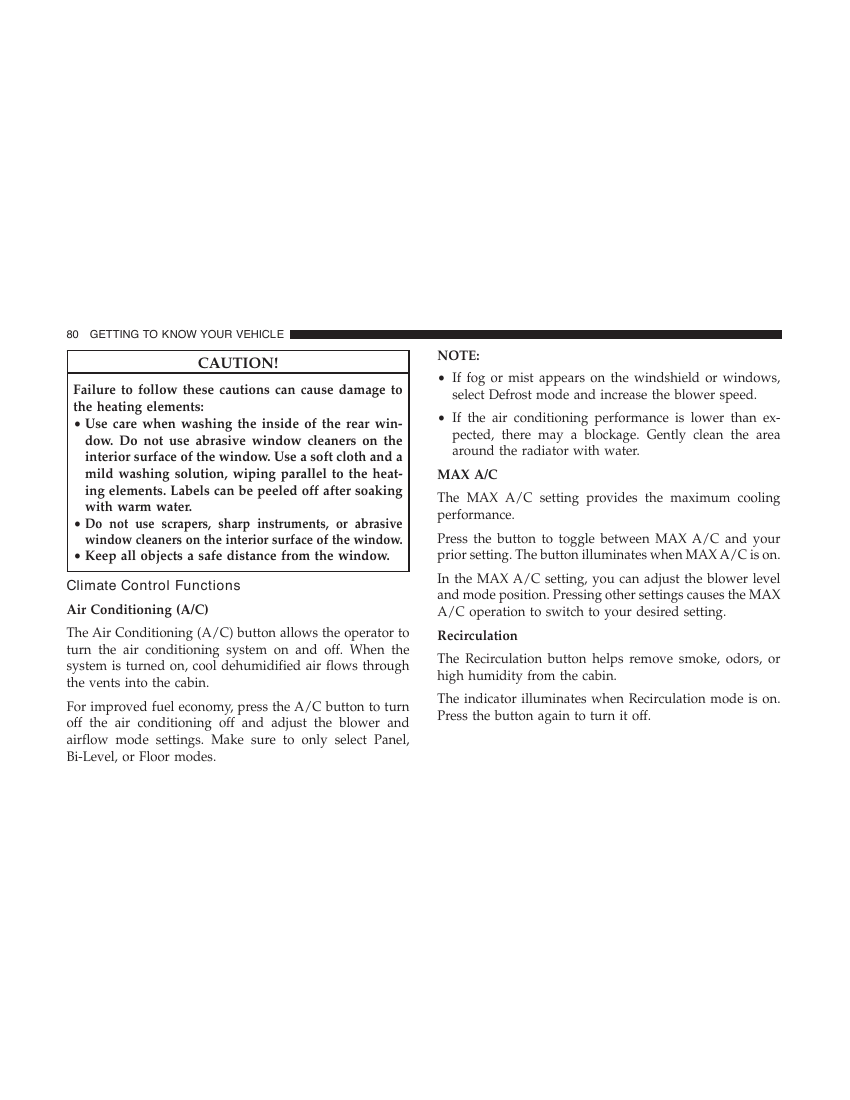 80 GETTING TO KNOW YOUR VEHICLE
CAUTION!
Failure to follow these cautions can cause damage to
the heating elements:
• Use care when washing the inside of the rear win-
dow. Do not use abrasive window cleaners on the
interior surface of the window. Use a soft cloth and a
mild washing solution, wiping parallel to the heat-
ing elements. Labels can be peeled off after soaking
with warm water.
• Do not use scrapers, sharp instruments, or abrasive
window cleaners on the interior surface of the window.
• Keep all objects a safe distance from the window.
Climate Control Functions
Air Conditioning (A/C)
The Air Conditioning (A/C) button allows the operator to
turn the air conditioning system on and off. When the
system is turned on, cool dehumidified air flows through
the vents into the cabin.
For improved fuel economy, press the A/C button to turn
off the air conditioning off and adjust the blower and
airflow mode settings. Make sure to only select Panel,
Bi-Level, or Floor modes.
NOTE:
• If fog or mist appears on the windshield or windows,
select Defrost mode and increase the blower speed.
• If the air conditioning performance is lower than ex-
pected, there may a blockage. Gently clean the area
around the radiator with water.
MAX A/C
The MAX A/C setting provides the maximum cooling
performance.
Press the button to toggle between MAX A/C and your
prior setting. The button illuminates when MAX A/C is on.
In the MAX A/C setting, you can adjust the blower level
and mode position. Pressing other settings causes the MAX
A/C operation to switch to your desired setting.
Recirculation
The Recirculation button helps remove smoke, odors, or
high humidity from the cabin.
The indicator illuminates when Recirculation mode is on.
Press the button again to turn it off.